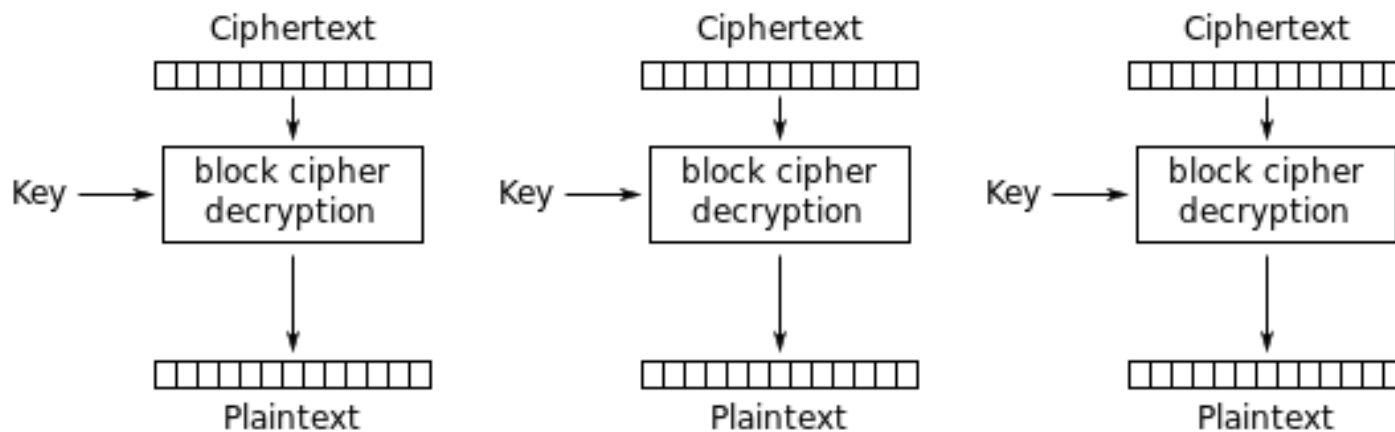 Ciphertext
Ciphertext
Ciphertext
Key
block cipher
decryption
Key
block cipher
decryption
Key
block cipher
decryption
Plaintext
Plaintext
Plaintext